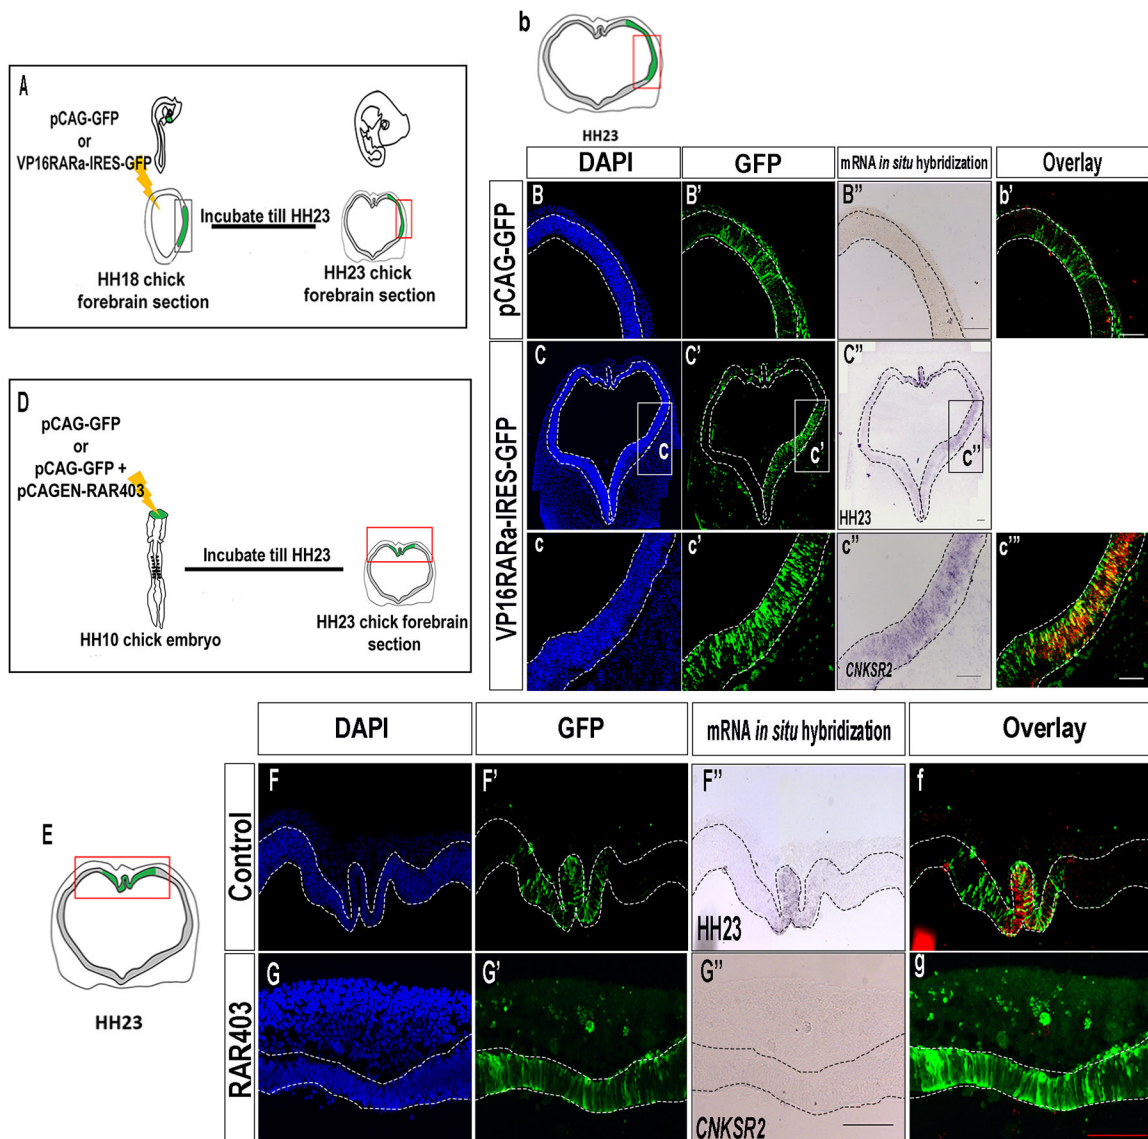 A
pCAG-GFP
or
VP16RARa-IRES-GFP
Incubate till HH23
HH18 chick
forebrain section
HH23 chick
forebrain section
D
pCAG-GFP
or
pCAG-GFP +
pCAGEN-RAR403
Incubate till HH23
HH10 chick embryo
HH23 chick forebrain
section
b
HH23
DAPI
GFP
mRNA in situ hybridization
Overlay
pCAG-GFP
B
B'
B''
b'
VP16RARa-IRES-GFP
C
C'
C''
c
c'
c''
HH23
c
c'
c''
c'''
CNKSR2
DAPI
GFP
mRNA in situ hybridization
Overlay
E
HH23
Control
F
F'
F''
f
HH23
RAR403
G
G'
G''
g
CNKSR2